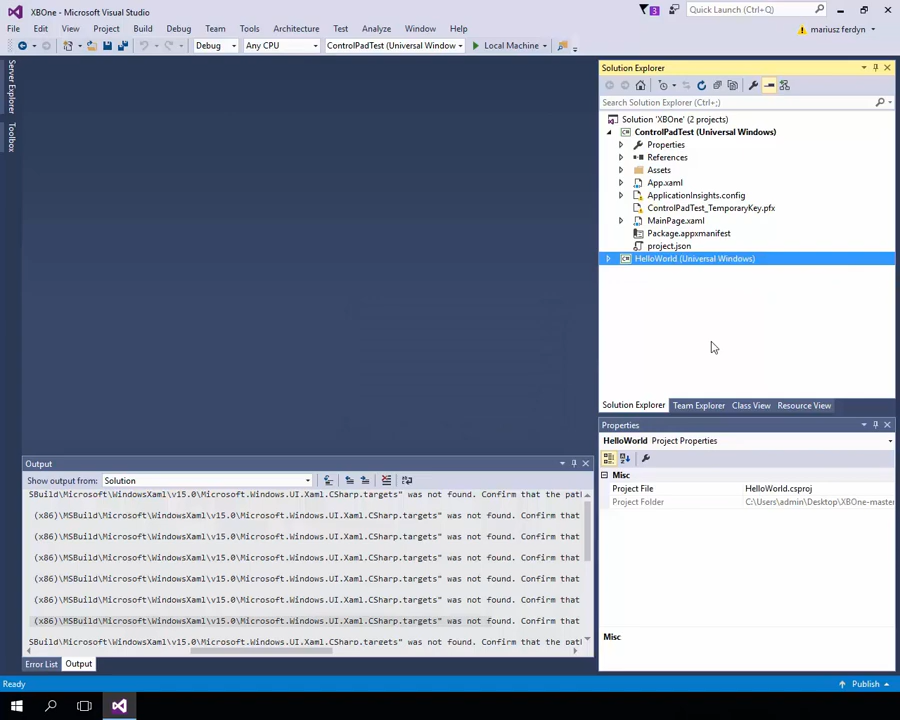 XBOne - Microsoft Visual Studio
3
Quick Launch (Ctrl+Q)
File Edit View Project Build Debug Team Tools Architecture Test Analyze Window Help
mariusz ferdyn
Debug Any CPU ControlPadTest (Universal Window Local Machine
Server Explorer
Toolbox
Solution Explorer
Search Solution Explorer (Ctrl+;)
Solution 'XBOne' (2 projects)
ControlPadTest (Universal Windows)
Properties
References
Assets
App.xaml
ApplicationInsights.config
ControlPadTest_TemporaryKey.pfx
MainPage.xaml
Package.appxmanifest
project.json
HelloWorld (Universal Windows)
Solution Explorer Team Explorer Class View Resource View
Properties
HelloWorld Project Properties
Misc
Project File HelloWorld.csproj
Project Folder C:\Users\admin\Desktop\XBOne-master
Misc
Output
Show output from: Solution
SBuild\Microsoft\WindowsXaml\v15.0\Microsoft.Windows.UI.Xaml.CSharp.targets" was not found. Confirm that the pat
(x86)\MSBuild\Microsoft\WindowsXaml\v15.0\Microsoft.Windows.UI.Xaml.CSharp.targets" was not found. Confirm that
(x86)\MSBuild\Microsoft\WindowsXaml\v15.0\Microsoft.Windows.UI.Xaml.CSharp.targets" was not found. Confirm that
(x86)\MSBuild\Microsoft\WindowsXaml\v15.0\Microsoft.Windows.UI.Xaml.CSharp.targets" was not found. Confirm that
(x86)\MSBuild\Microsoft\WindowsXaml\v15.0\Microsoft.Windows.UI.Xaml.CSharp.targets" was not found. Confirm that
(x86)\MSBuild\Microsoft\WindowsXaml\v15.0\Microsoft.Windows.UI.Xaml.CSharp.targets" was not found. Confirm that
(x86)\MSBuild\Microsoft\WindowsXaml\v15.0\Microsoft.Windows.UI.Xaml.CSharp.targets" was not found. Confirm that
SBuild\Microsoft\WindowsXaml\v15.0\Microsoft.Windows.UI.Xaml.CSharp.targets" was not found. Confirm that the pat
Error List Output
Ready
Publish